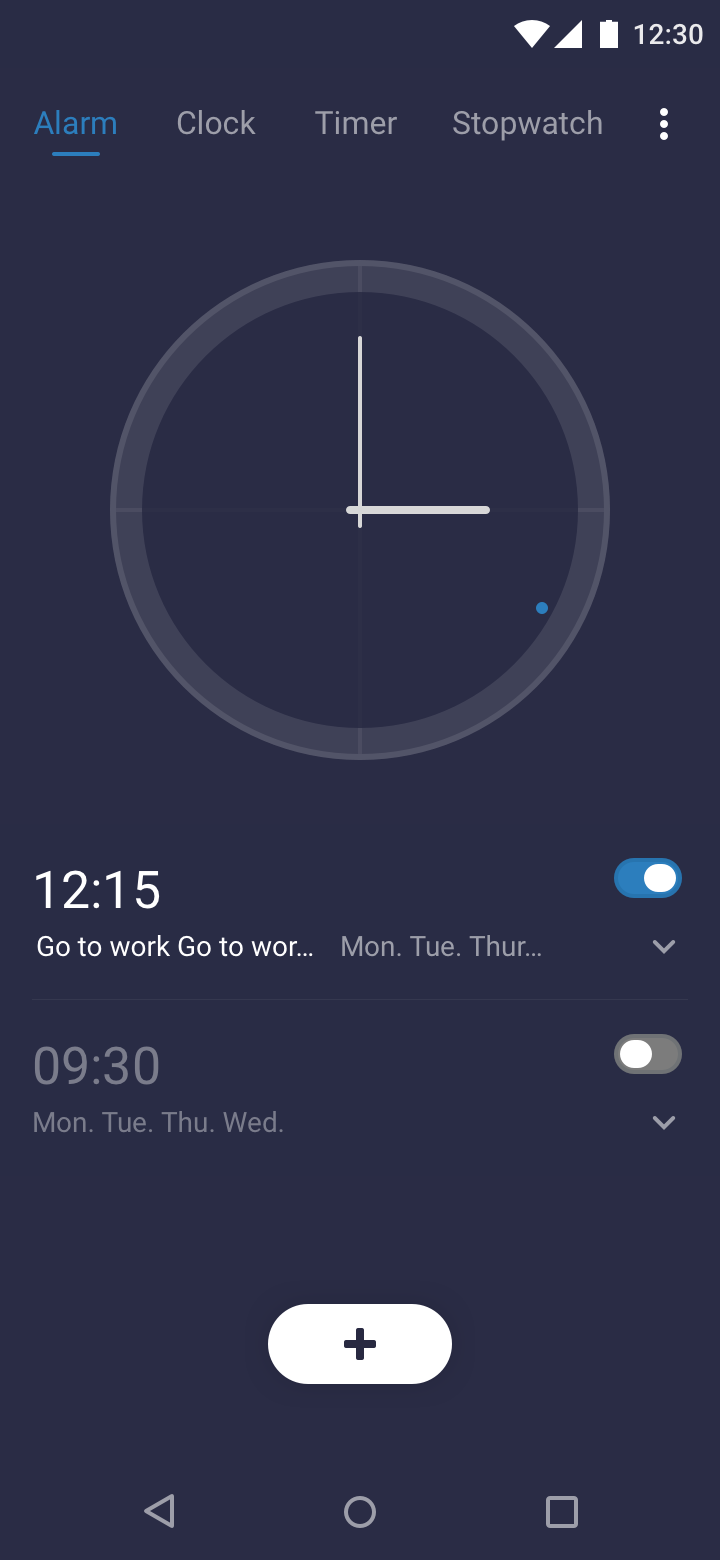 12:30
Alarm Clock Timer Stopwatch
12:15
Go to work Go to wor... Mon. Tue. Thur...
09:30
Mon. Tue. Thu. Wed.